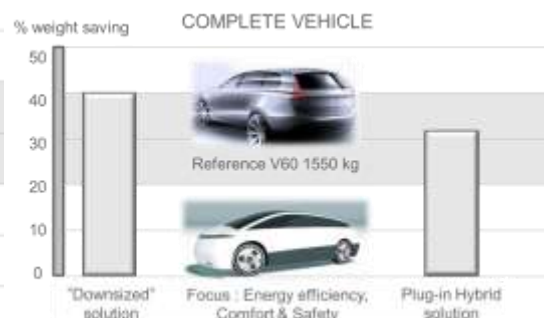 COMPLETE VEHICLE
% weight saving
50
40
30
20
10
0
Reference V60 1550 kg
"Downsized"
solution
Focus : Energy efficiency,
Comfort & Safety
Plug-in Hybrid
solution